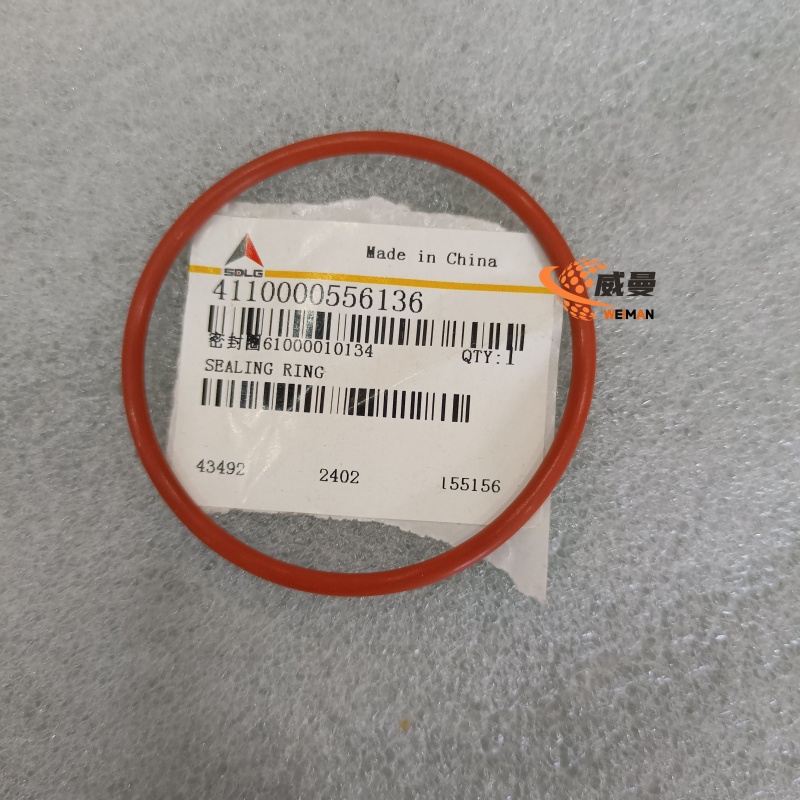 SDLG
Made in China
4110000556136
密封圈61000010134
QTY:1
SEALING RING
43492 2402 155156
威曼
WEMAN